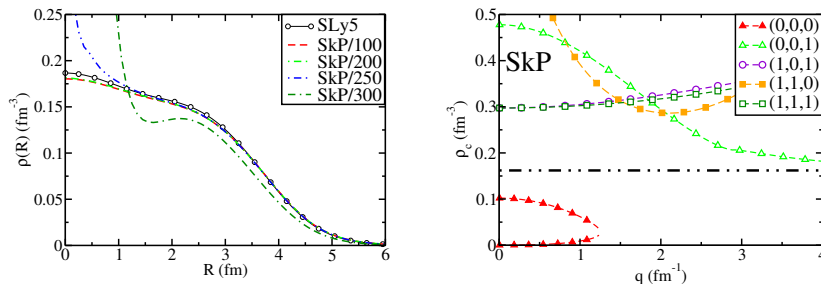 SLy5
SkP/100
SkP/200
SkP/250
SkP/300
ρ(R) (fm⁻³)
0.25
0.2
0.15
0.1
0.05
0
0 1 2 3 4 5 6
R (fm)
SkP
(0,0,0)
(0,0,1)
(1,0,1)
(1,1,0)
(1,1,1)
ρc (fm⁻³)
0.5
0.4
0.3
0.2
0.1
0
0 1 2 3 4
q (fm⁻¹)